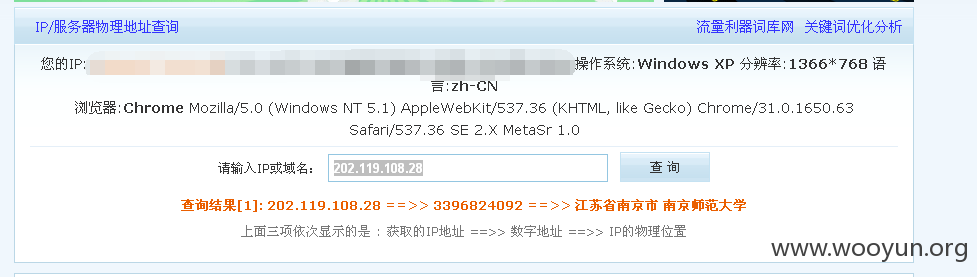 IP/服务器物理地址查询
流量利器词库网 关键词优化分析
您的IP:
操作系统:Windows XP 分辨率:1366*768 语
言:zh-CN
浏览器:Chrome Mozilla/5.0 (Windows NT 5.1) AppleWebKit/537.36 (KHTML, like Gecko) Chrome/31.0.1650.63
Safari/537.36 SE 2.X MetaSr 1.0
请输入IP或域名: 202.119.108.28 查 询
查询结果[1]: 202.119.108.28 ==>> 3396824092 ==>> 江苏省南京市 南京师范大学
上面三项依次显示的是 : 获取的IP地址 ==>> 数字地址 ==>> IP的物理位置
www.wooyun.org